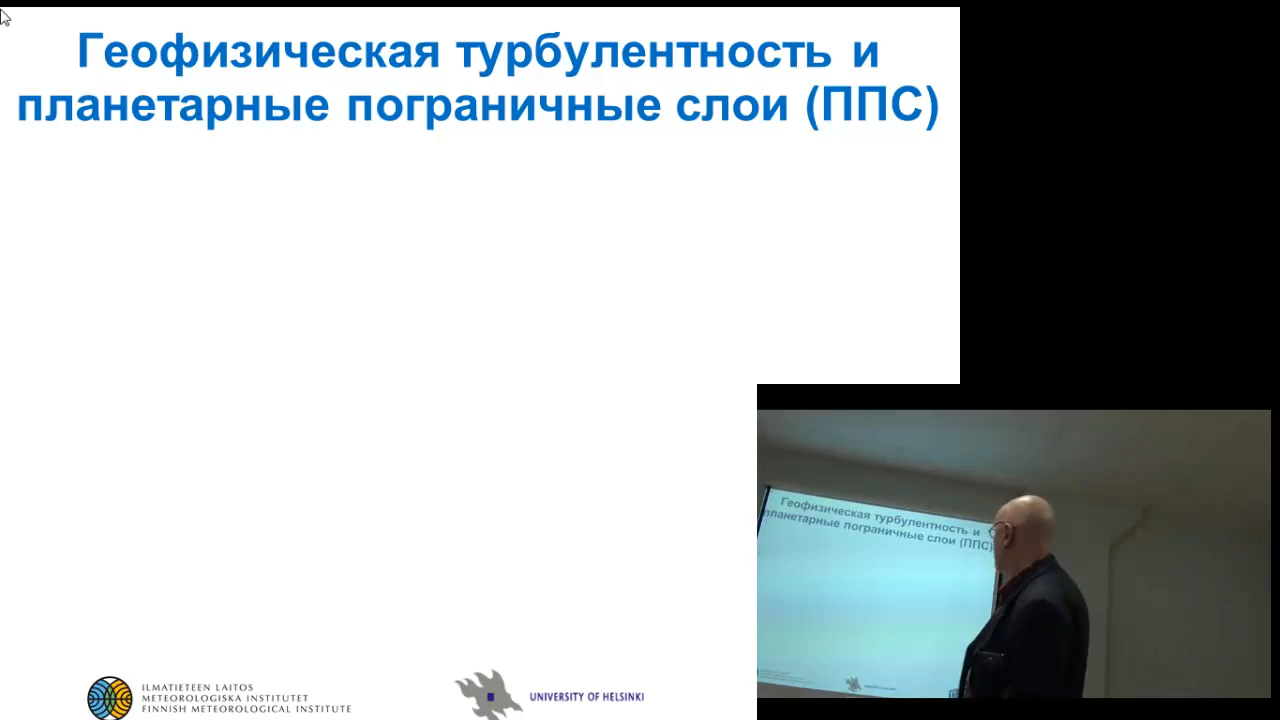 Геофизическая турбулентность и
планетарные пограничные слои (ППС)
ILMATIETEEN LAITOS
METEOROLOGISKA INSTITUTET
FINNISH METEOROLOGICAL INSTITUTE
UNIVERSITY OF HELSINKI
Геофизическая турбулентность и
планетарные пограничные слои (ППС)